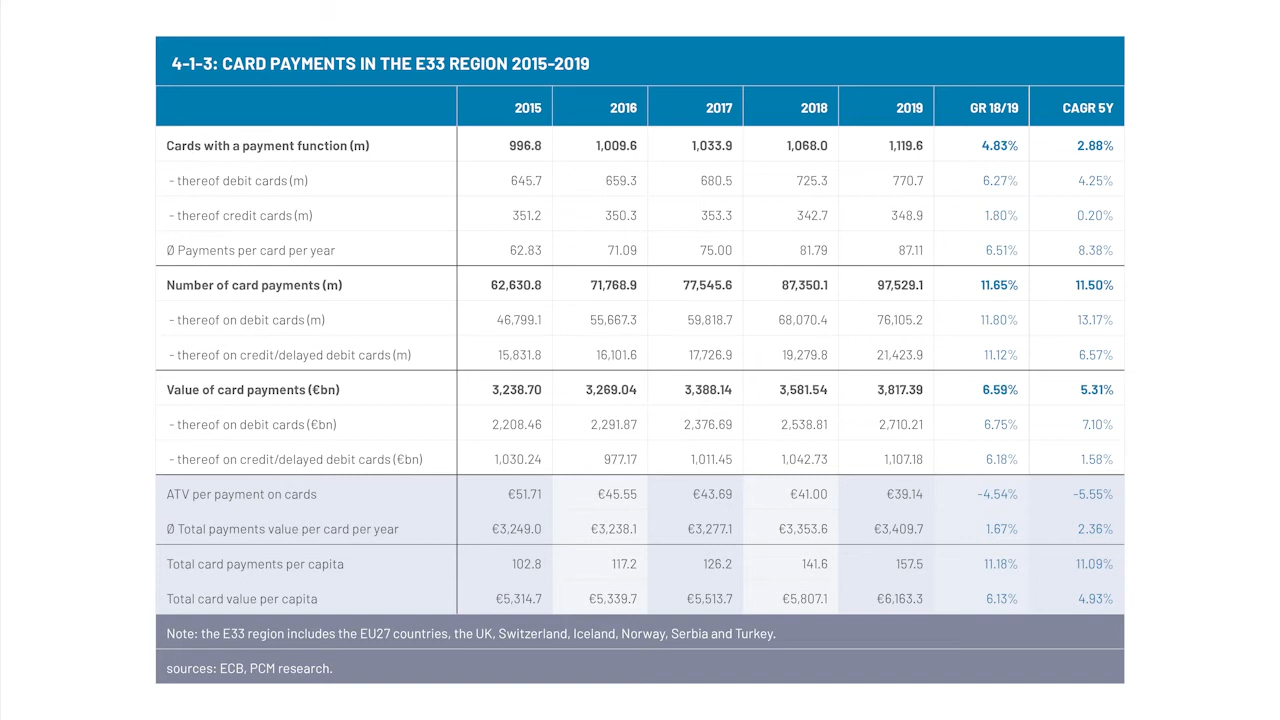 4-1-3: CARD PAYMENTS IN THE E33 REGION 2015-2019
2015 2016 2017 2018 2019 GR 18/19 CAGR 5Y
Cards with a payment function (m) 996.8 1,009.6 1,033.9 1,068.0 1,119.6 4.83% 2.88%
- thereof debit cards (m) 645.7 659.3 680.5 725.3 770.7 6.27% 4.25%
- thereof credit cards (m) 351.2 350.3 353.3 342.7 348.9 1.80% 0.20%
Ø Payments per card per year 62.83 71.09 75.00 81.79 87.11 6.51% 8.38%
Number of card payments (m) 62,630.8 71,768.9 77,545.6 87,350.1 97,529.1 11.65% 11.50%
- thereof on debit cards (m) 46,799.1 55,667.3 59,818.7 68,070.4 76,105.2 11.80% 13.17%
- thereof on credit/delayed debit cards (m) 15,831.8 16,101.6 17,726.9 19,279.8 21,423.9 11.12% 6.57%
Value of card payments (€bn) 3,238.70 3,269.04 3,388.14 3,581.54 3,817.39 6.59% 5.31%
- thereof on debit cards (€bn) 2,208.46 2,291.87 2,376.69 2,538.81 2,710.21 6.75% 7.10%
- thereof on credit/delayed debit cards (€bn) 1,030.24 977.17 1,011.45 1,042.73 1,107.18 6.18% 1.58%
ATV per payment on cards €51.71 €45.55 €43.69 €41.00 €39.14 -4.54% -5.55%
Ø Total payments value per card per year €3,249.0 €3,238.1 €3,277.1 €3,353.6 €3,409.7 1.67% 2.36%
Total card payments per capita 102.8 117.2 126.2 141.6 157.5 11.18% 11.09%
Total card value per capita €5,314.7 €5,339.7 €5,513.7 €5,807.1 €6,163.3 6.13% 4.93%
Note: the E33 region includes the EU27 countries, the UK, Switzerland, Iceland, Norway, Serbia and Turkey.
sources: ECB, PCM research.